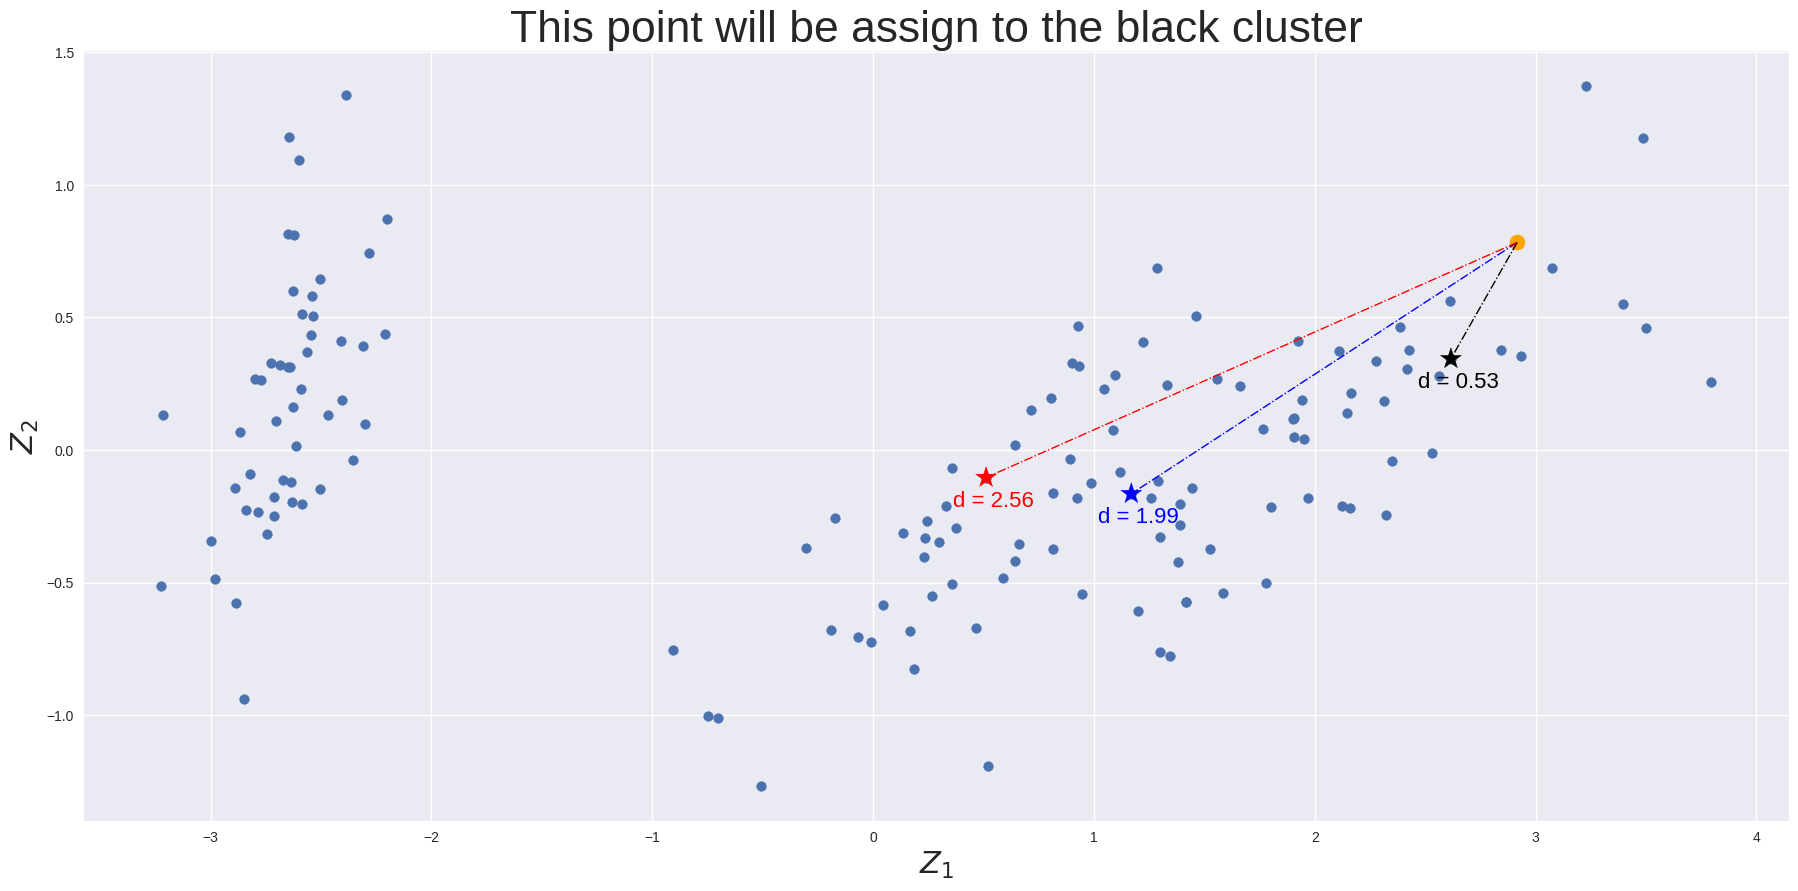 This point will be assign to the black cluster
1.5
1.0
0.5
0.0
−0.5
−1.0
Z2
d = 0.53
d = 2.56
d = 1.99
−3
−2
−1
0
1
2
3
4
Z1